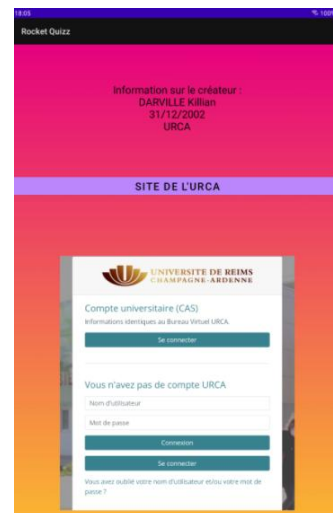 18:05
100%
Rocket Quizz
Information sur le créateur :
DARVILLE Killian
31/12/2002
URCA
SITE DE L'URCA
UNIVERSITE DE REIMS
CHAMPAGNE-ARDENNE
Compte universitaire (CAS)
Informations identiques au Bureau Virtuel URCA.
Se connecter
Vous n'avez pas de compte URCA
Nom d'utilisateur
Mot de passe
Connexion
Se connecter
Vous avez oublié votre nom d'utilisateur et/ou votre mot de
passe ?